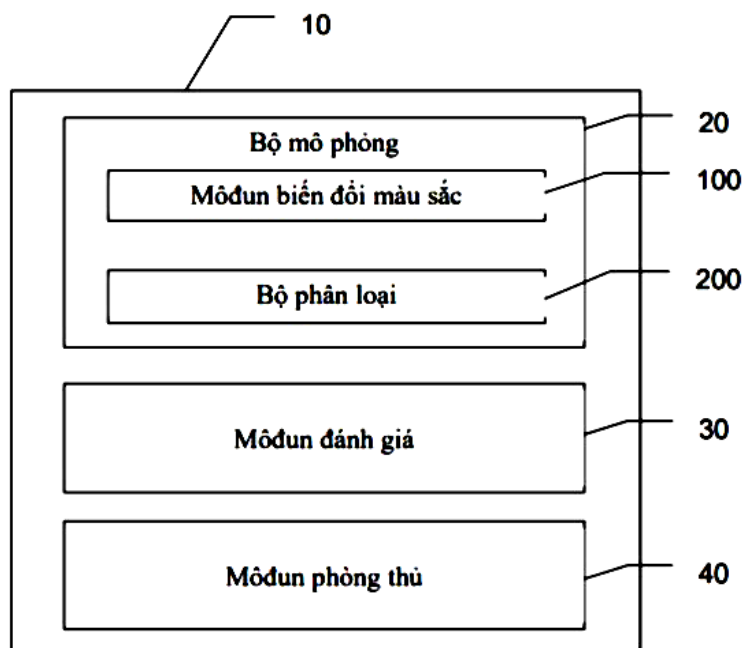 10
Bộ mô phỏng
20
Môđun biến đổi màu sắc
100
Bộ phân loại
200
Môđun đánh giá
30
Môđun phòng thủ
40